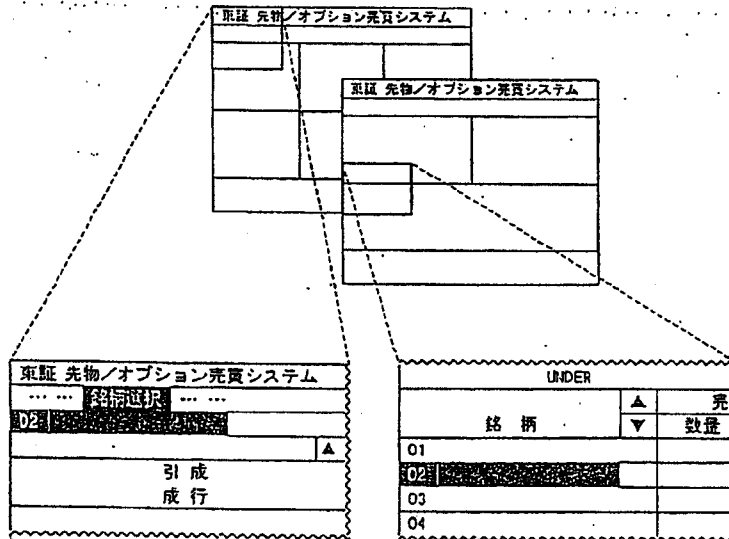 東証 先物／オプション売買システム
東証 先物／オプション売買システム
東証 先物／オプション売買システム
… … 銘柄選択 … …
02
▲
引 成
成 行
UNDER
銘 柄
▲
▼
売
数量
01
02
03
04